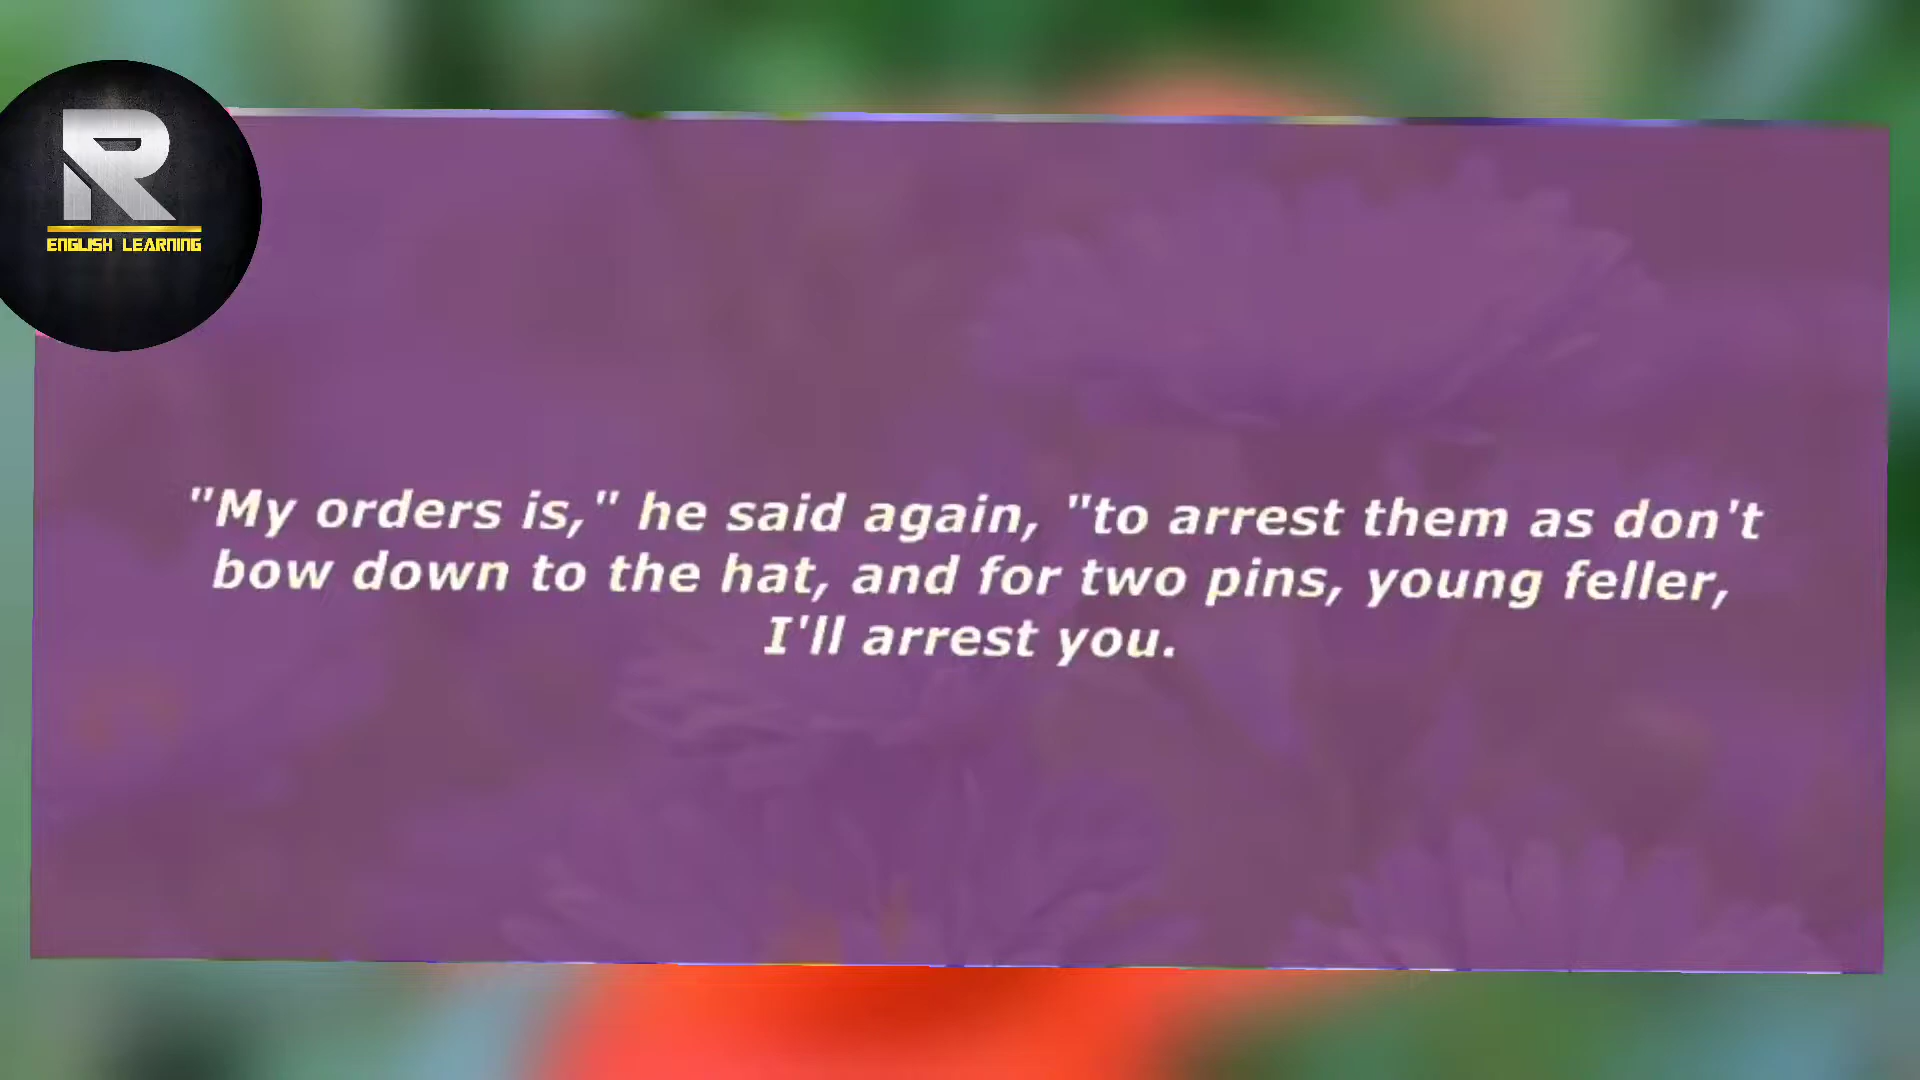 R
ENGLISH LEARNING
"My orders is," he said again, "to arrest them as don't
bow down to the hat, and for two pins, young feller,
I'll arrest you.